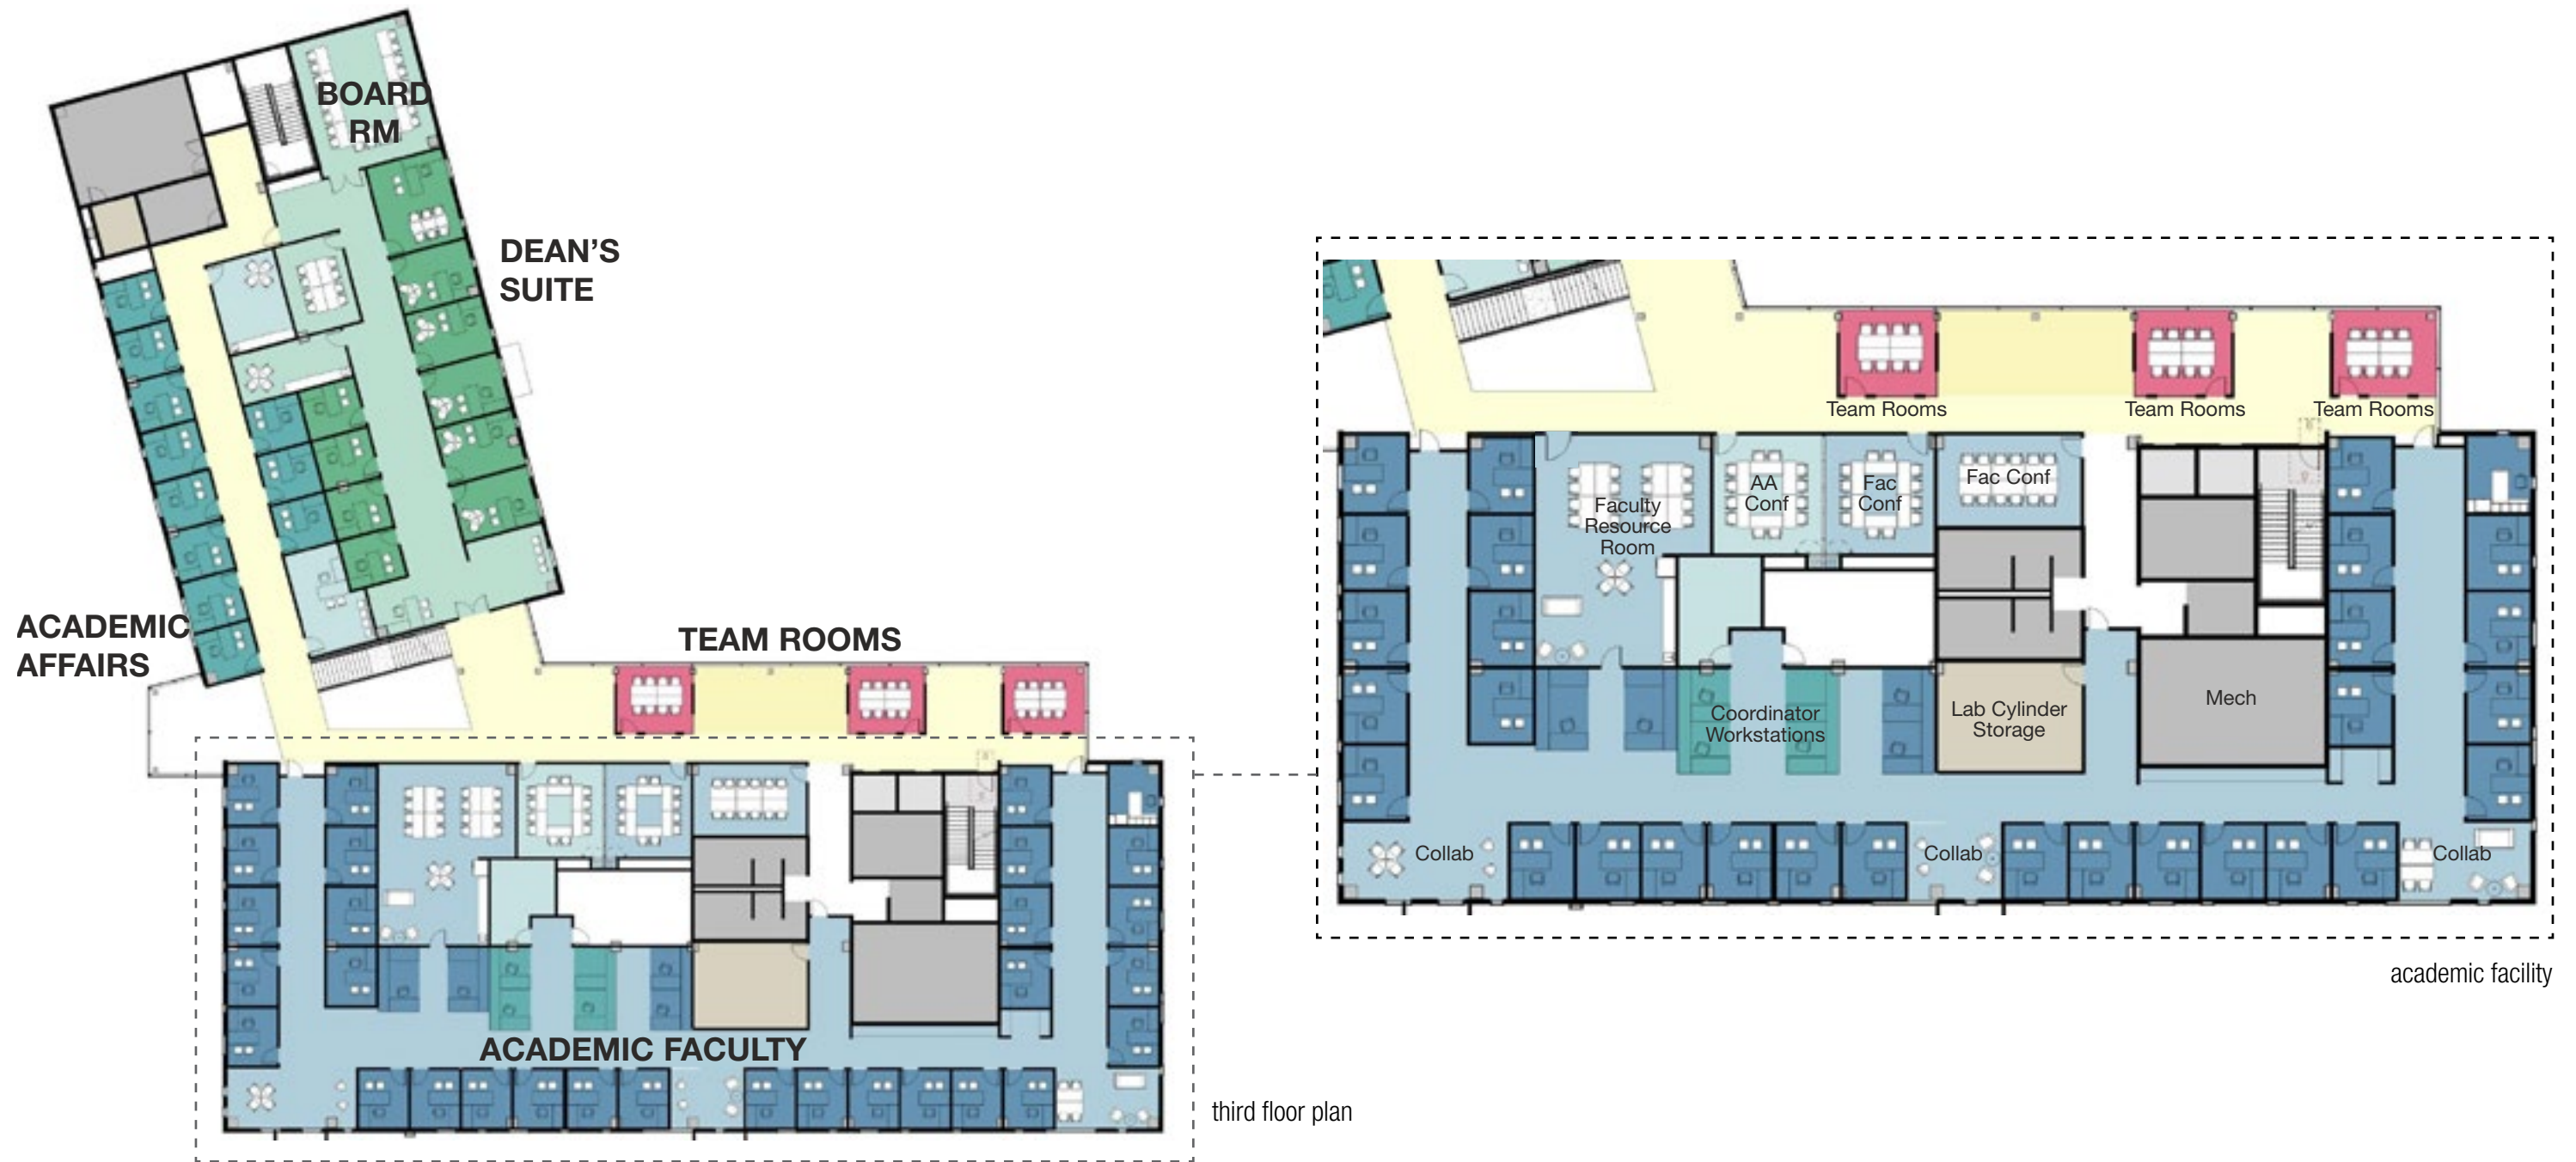 BOARD
RM
DEAN’S
SUITE
ACADEMIC
AFFAIRS
TEAM ROOMS
ACADEMIC FACULTY
third floor plan
Team Rooms
Team Rooms
Team Rooms
Faculty
Resource
Room
AA
Conf
Fac
Conf
Fac Conf
Coordinator
Workstations
Lab Cylinder
Storage
Mech
Collab
Collab
Collab
academic facility